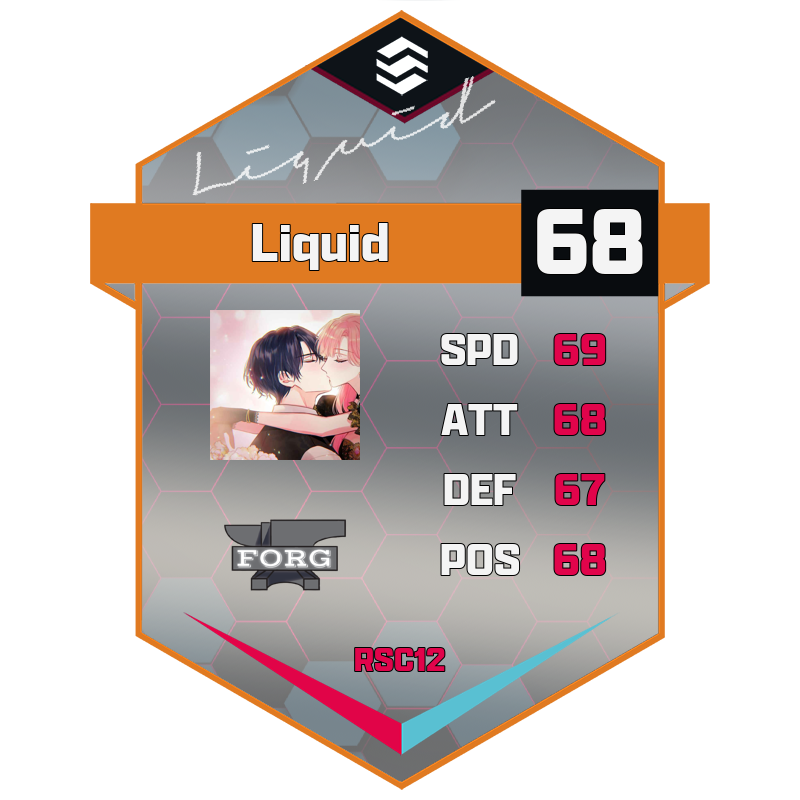 Liquid
Liquid
68
SPD 69
ATT 68
DEF 67
POS 68
FORG
RSC12